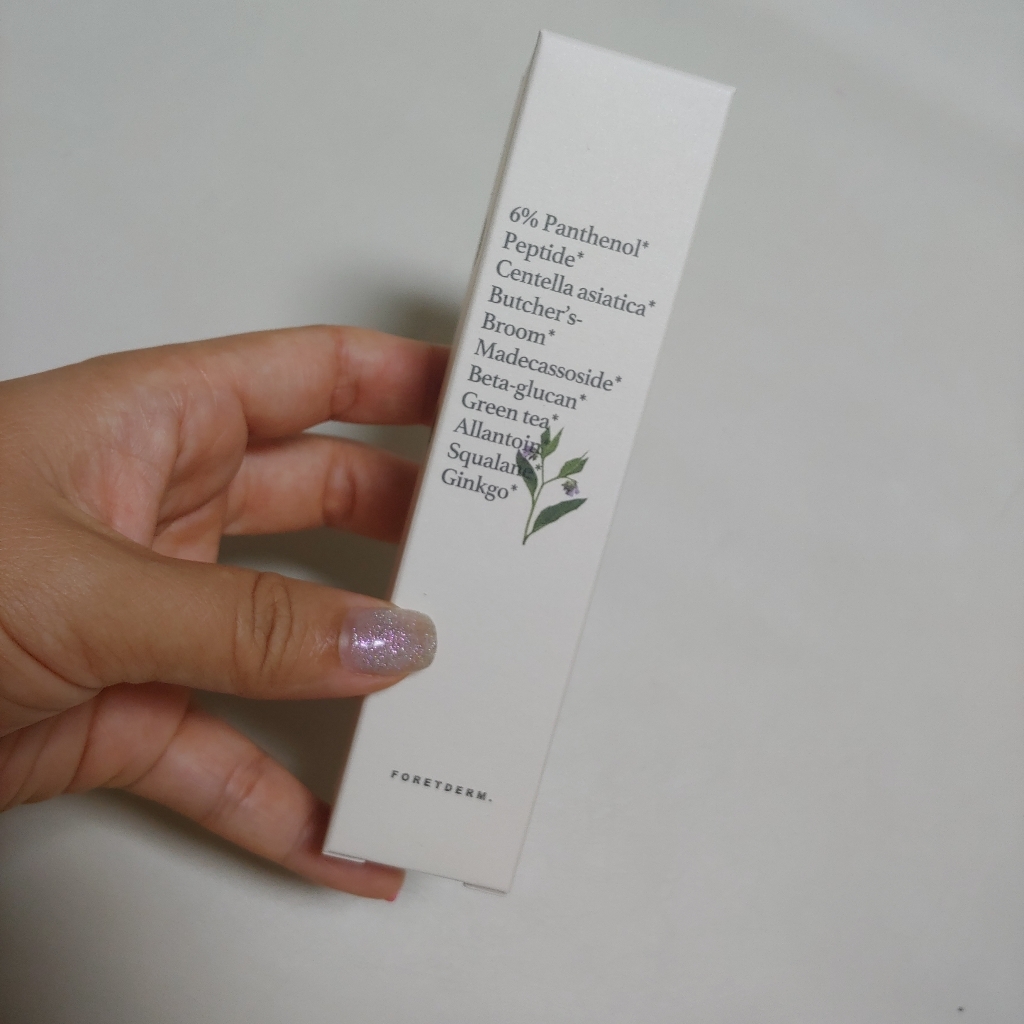 6% Panthenol*
Peptide*
Centella asiatica*
Butcher's-
Broom*
Madecassoside*
Beta-glucan*
Green tea*
Allantoin*
Squalane*
Ginkgo*
FORETDERM.